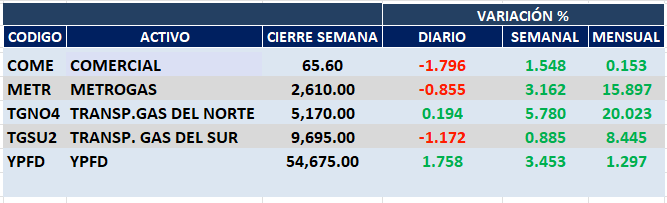 VARIACIÓN %
CODIGO ACTIVO CIERRE SEMANA DIARIO SEMANAL MENSUAL
COME COMERCIAL 65.60 -1.796 1.548 0.153
METR METROGAS 2,610.00 -0.855 3.162 15.897
TGNO4 TRANSP.GAS DEL NORTE 5,170.00 0.194 5.780 20.023
TGSU2 TRANSP. GAS DEL SUR 9,695.00 -1.172 0.885 8.445
YPFD YPFD 54,675.00 1.758 3.453 1.297